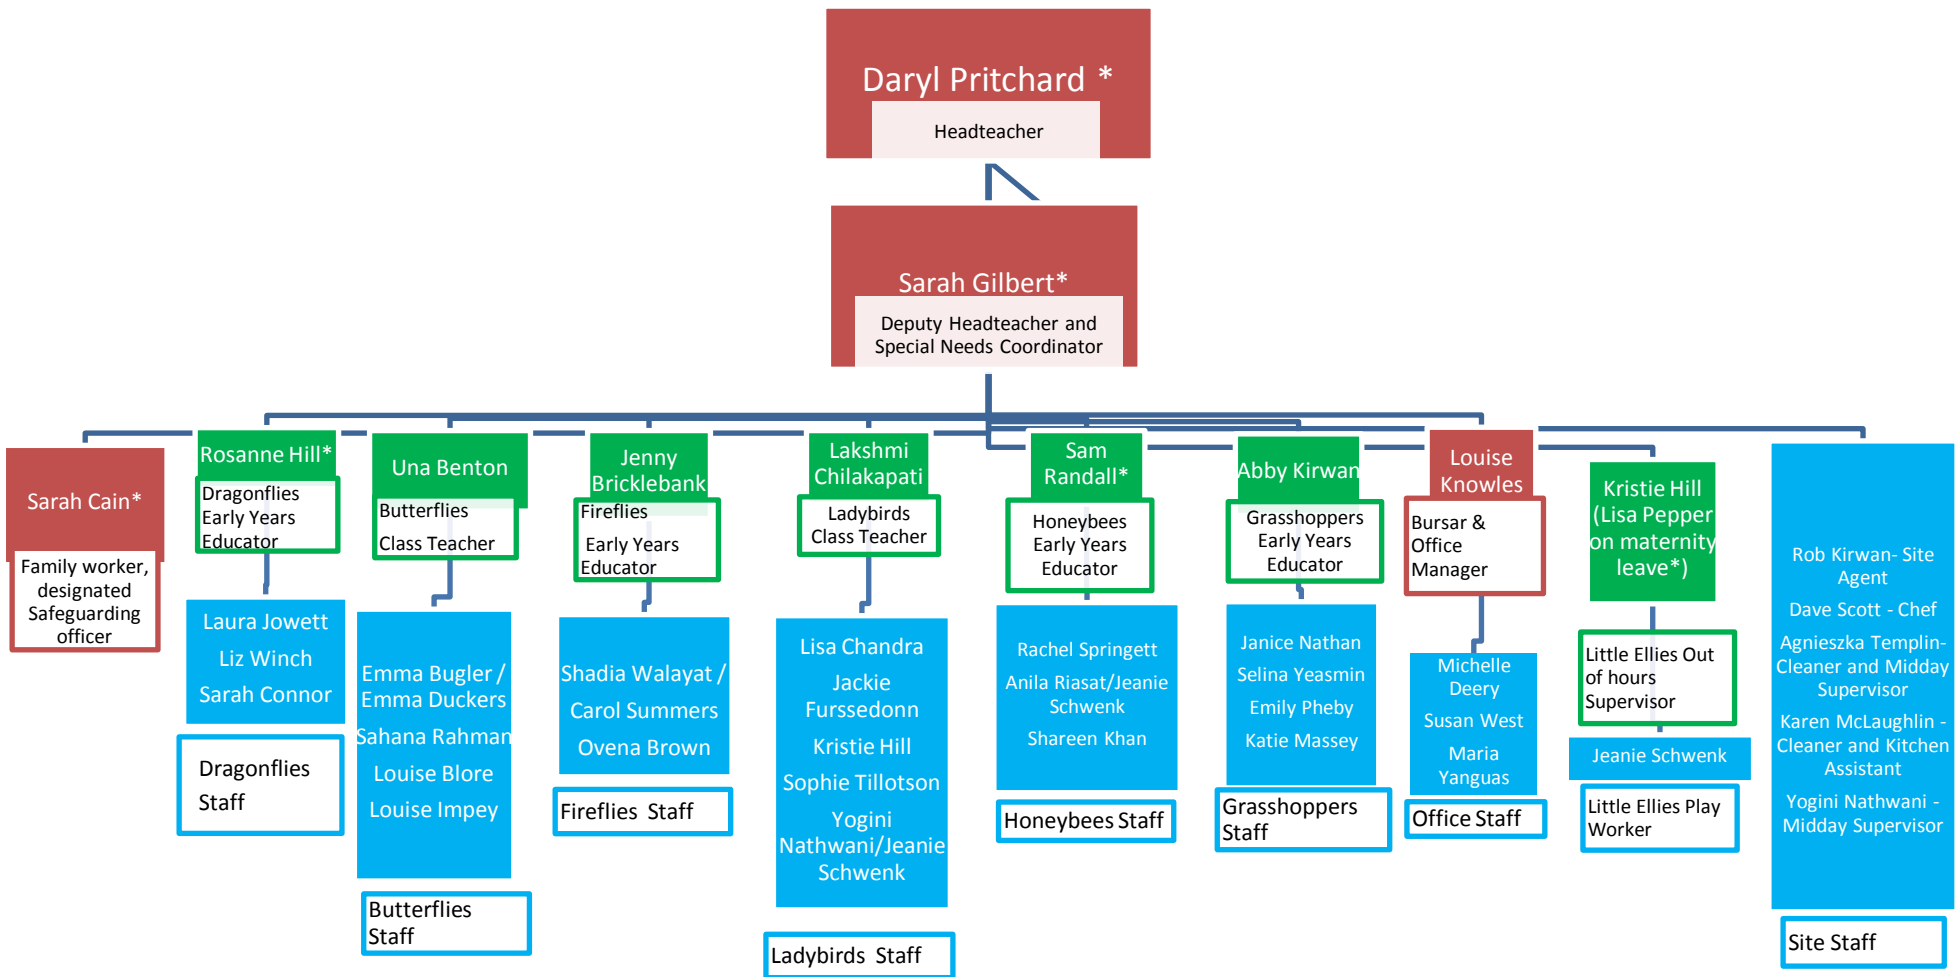 Daryl Pritchard *
Headteacher
Sarah Gilbert*
Deputy Headteacher and
Special Needs Coordinator
Sarah Cain*
Family worker,
designated
Safeguarding
officer
Rosanne Hill*
Dragonflies
Early Years
Educator
Laura Jowett
Liz Winch
Sarah Connor
Dragonflies
Staff
Una Benton
Butterflies
Class Teacher
Emma Bugler /
Emma Duckers
Sahana Rahman
Louise Blore
Louise Impey
Butterflies
Staff
Jenny
Bricklebank
Fireflies
Early Years
Educator
Shadia Walayat /
Carol Summers
Ovena Brown
Fireflies Staff
Lakshmi
Chilakapati
Ladybirds
Class Teacher
Lisa Chandra
Jackie
Furssedonn
Kristie Hill
Sophie Tillotson
Yogini
Nathwani/Jeanie
Schwenk
Ladybirds Staff
Sam
Randall*
Honeybees
Early Years
Educator
Rachel Springett
Anila Riasat/Jeanie
Schwenk
Shareen Khan
Honeybees Staff
Abby Kirwan
Grasshoppers
Early Years
Educator
Janice Nathan
Selina Yeasmin
Emily Pheby
Katie Massey
Grasshoppers
Staff
Louise
Knowles
Bursar &
Office
Manager
Michelle
Deery
Susan West
Maria
Yanguas
Office Staff
Kristie Hill
(Lisa Pepper
on maternity
leave*)
Little Ellies Out
of hours
Supervisor
Jeanie Schwenk
Little Ellies Play
Worker
Rob Kirwan- Site
Agent
Dave Scott - Chef
Agnieszka Templin-
Cleaner and Midday
Supervisor
Karen McLaughlin -
Cleaner and Kitchen
Assistant
Yogini Nathwani -
Midday Supervisor
Site Staff